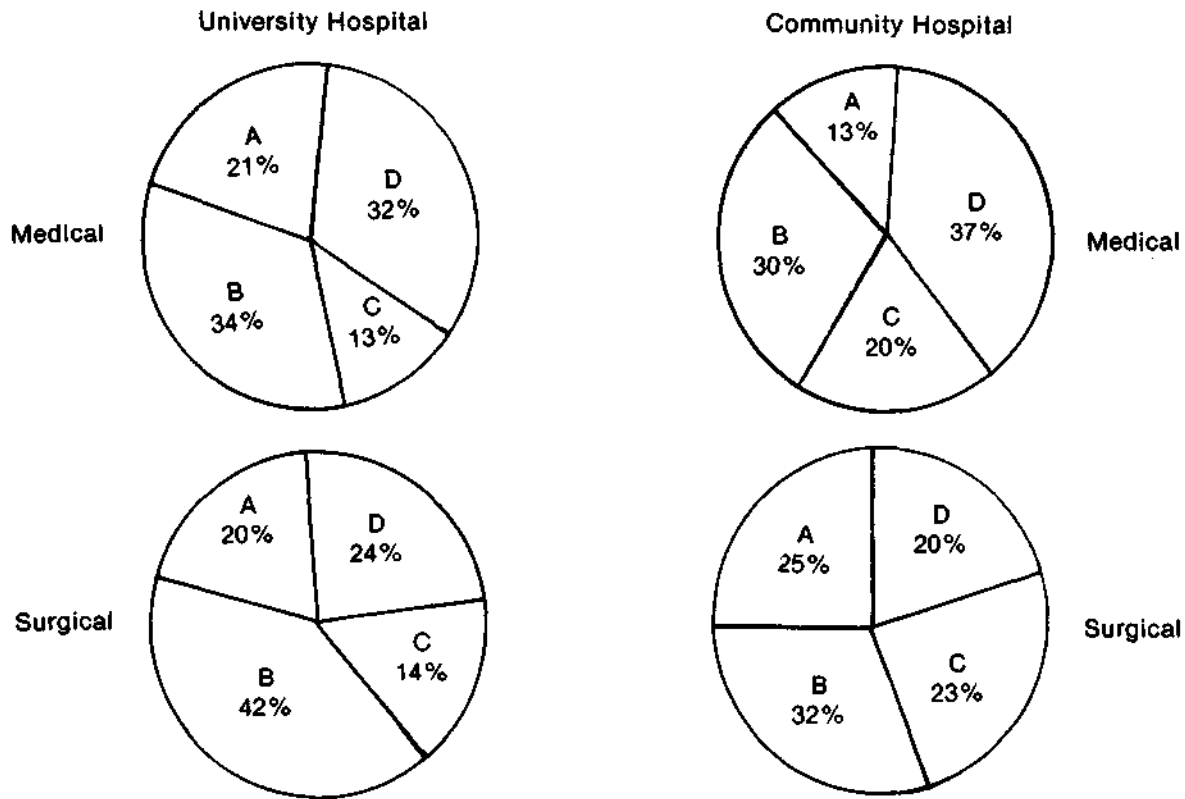 University Hospital
Community Hospital
Medical
A
21%
D
32%
B
34%
C
13%
A
13%
D
37%
B
30%
C
20%
Medical
Surgical
A
20%
D
24%
B
42%
C
14%
A
25%
D
20%
B
32%
C
23%
Surgical